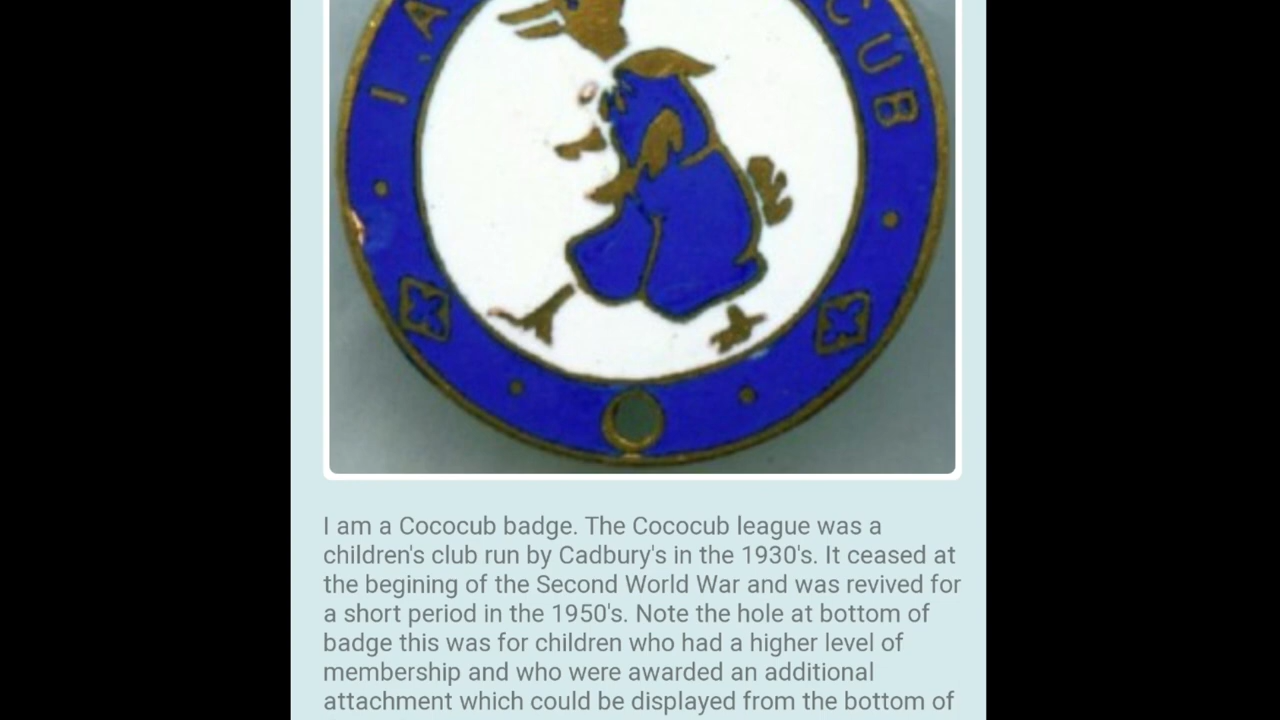 I A CUB
I am a Cococub badge. The Cococub league was a
children's club run by Cadbury's in the 1930's. It ceased at
the begining of the Second World War and was revived for
a short period in the 1950's. Note the hole at bottom of
badge this was for children who had a higher level of
membership and who were awarded an additional
attachment which could be displayed from the bottom of